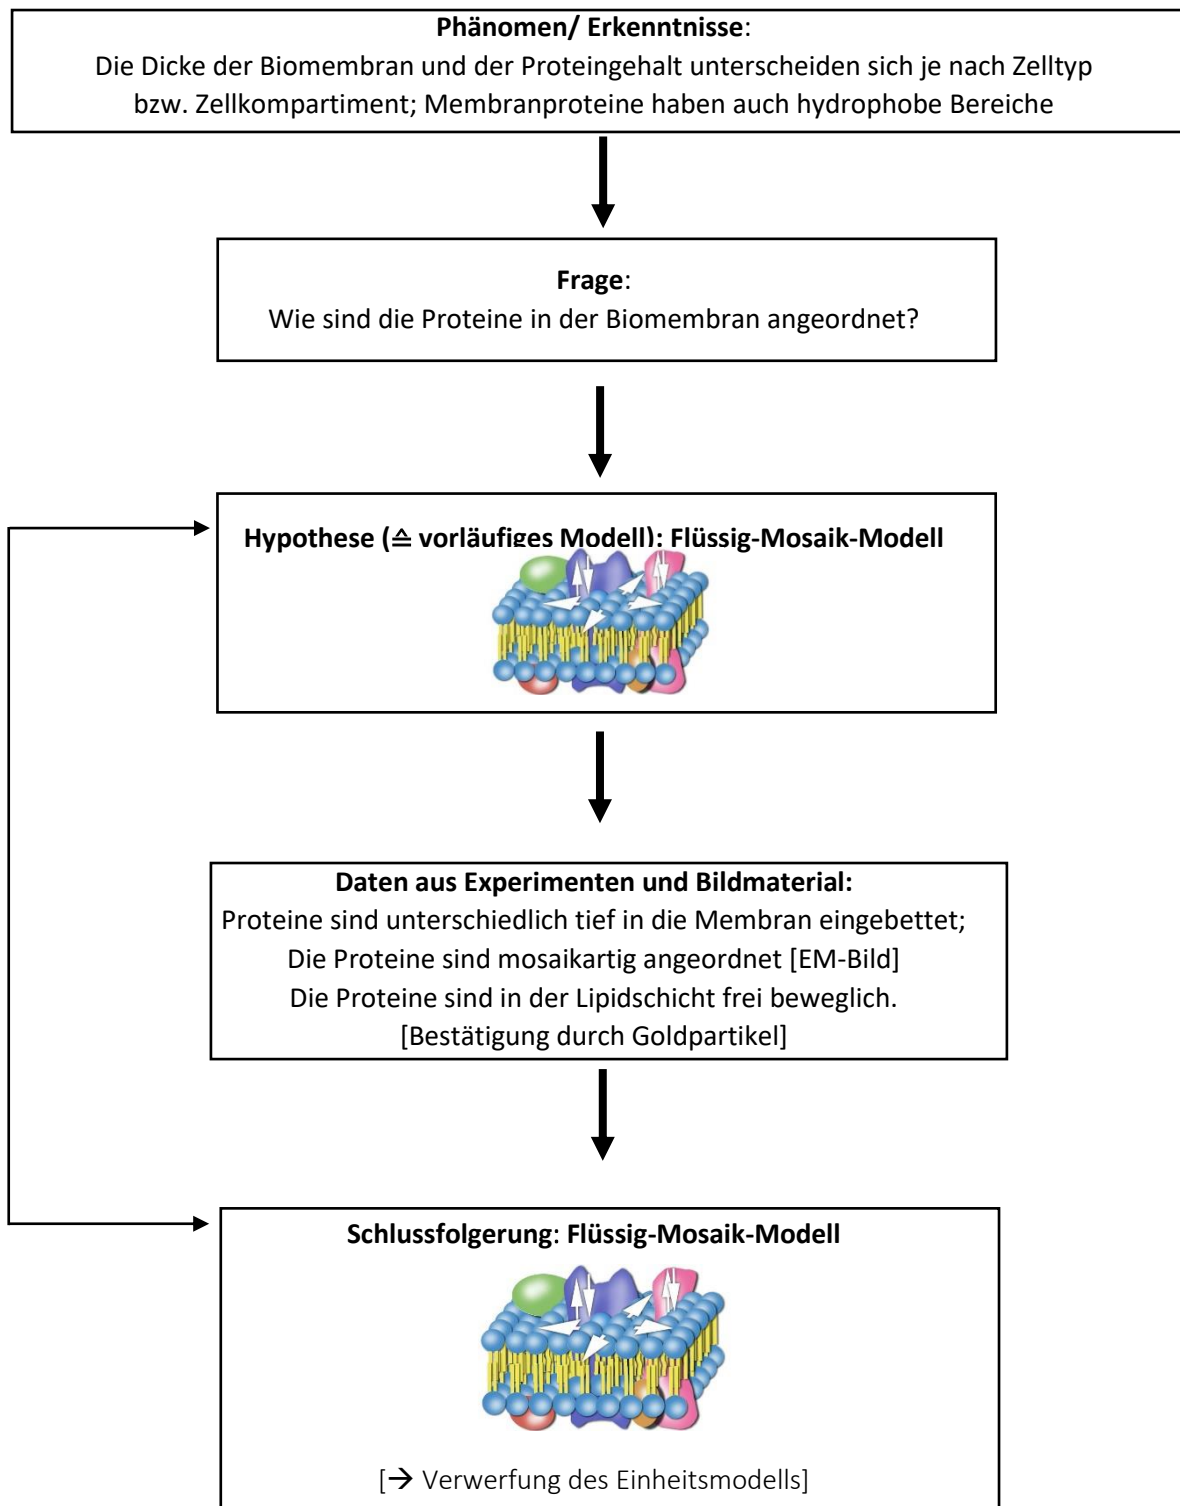 Phänomen/ Erkenntnisse:
Die Dicke der Biomembran und der Proteingehalt unterscheiden sich je nach Zelltyp
bzw. Zellkompartiment; Membranproteine haben auch hydrophobe Bereiche
Frage:
Wie sind die Proteine in der Biomembran angeordnet?
Hypothese (≙ vorläufiges Modell): Flüssig-Mosaik-Modell
Daten aus Experimenten und Bildmaterial:
Proteine sind unterschiedlich tief in die Membran eingebettet;
Die Proteine sind mosaikartig angeordnet [EM-Bild]
Die Proteine sind in der Lipidschicht frei beweglich.
[Bestätigung durch Goldpartikel]
Schlussfolgerung: Flüssig-Mosaik-Modell
[→ Verwerfung des Einheitsmodells]